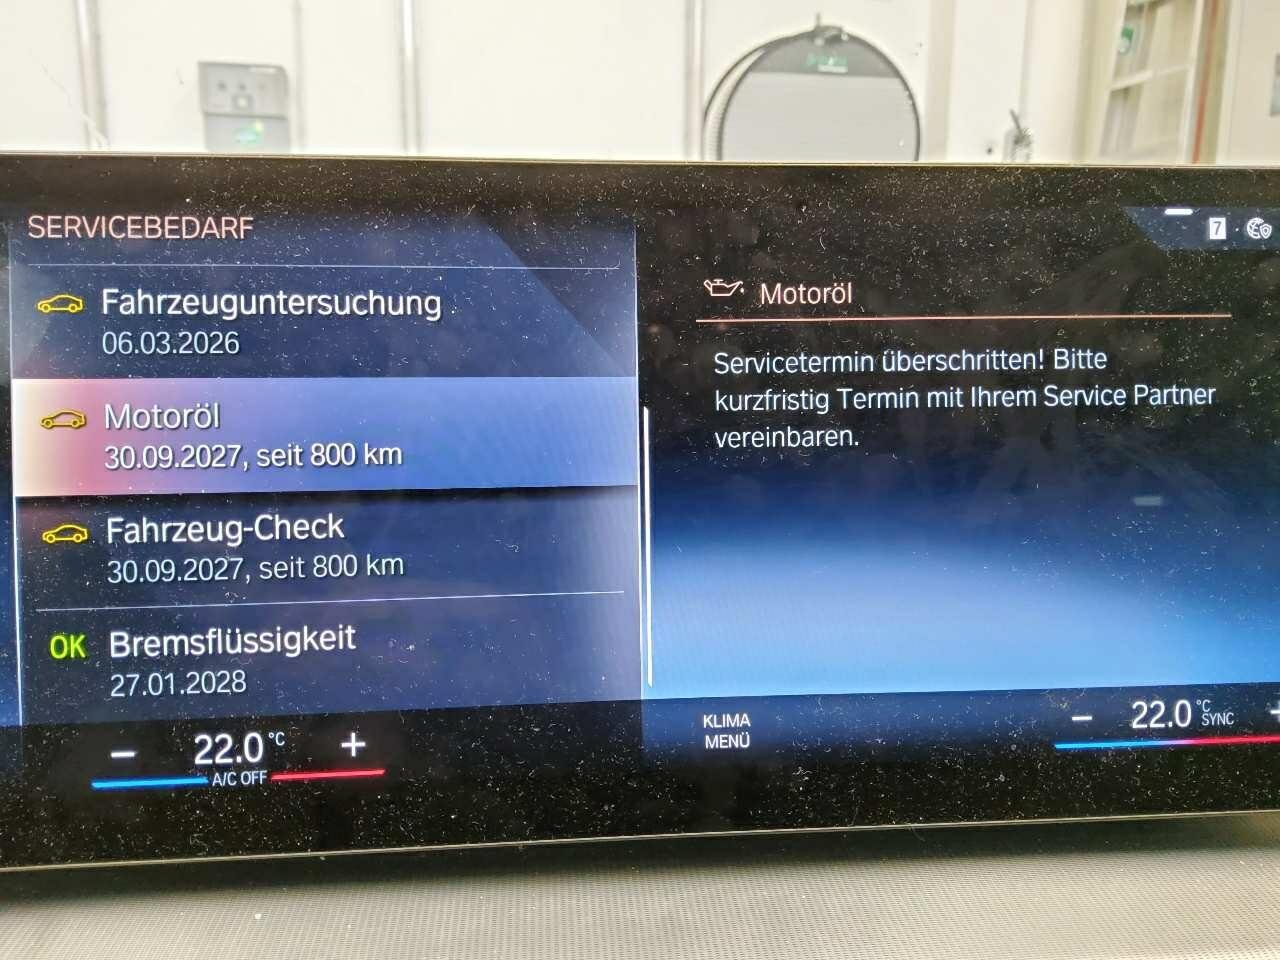 SERVICEBEDARF
Fahrzeuguntersuchung
06.03.2026
Motoröl
30.09.2027, seit 800 km
Fahrzeug-Check
30.09.2027, seit 800 km
OK Bremsflüssigkeit
27.01.2028
7
Motoröl
Servicetermin überschritten! Bitte
kurzfristig Termin mit Ihrem Service Partner
vereinbaren.
− 22.0 °C +
A/C OFF
KLIMA
MENÜ
− 22.0 °C +
SYNC